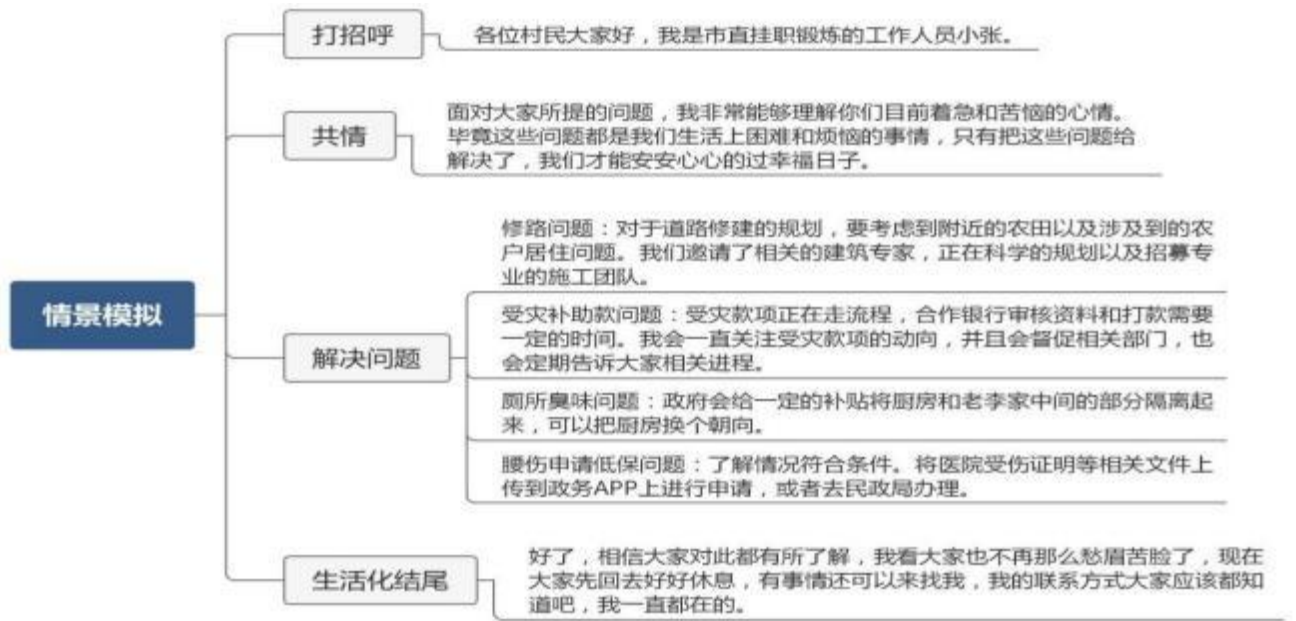 情景模拟
打招呼
各位村民大家好，我是市直挂职锻炼的工作人员小张。
共情
面对大家所提的问题，我非常能够理解你们目前着急和苦恼的心情。
毕竟这些问题都是我们生活上困难和烦恼的事情，只有把这些问题给
解决了，我们才能安安心心的过幸福日子。
解决问题
修路问题：对于道路修建的规划，要考虑到附近的农田以及涉及到的农
户居住问题。我们邀请了相关的建筑专家，正在科学的规划以及招募专
业的施工团队。
受灾补助款问题：受灾款项正在走流程，合作银行审核资料和打款需要
一定的时间。我会一直关注受灾款项的动向，并且会督促相关部门，也
会定期告诉大家相关进程。
厕所臭味问题：政府会给一定的补贴将厨房和老李家中间的部分隔离起
来，可以把厨房换个朝向。
腰伤申请低保问题：了解情况符合条件。将医院受伤证明等相关文件上
传到政务APP上进行申请，或者去民政局办理。
生活化结尾
好了，相信大家对此都有所了解，我看大家也不再那么愁眉苦脸了，现在
大家先回去好好休息，有事情还可以来找我，我的联系方式大家应该都知
道吧，我一直都在的。